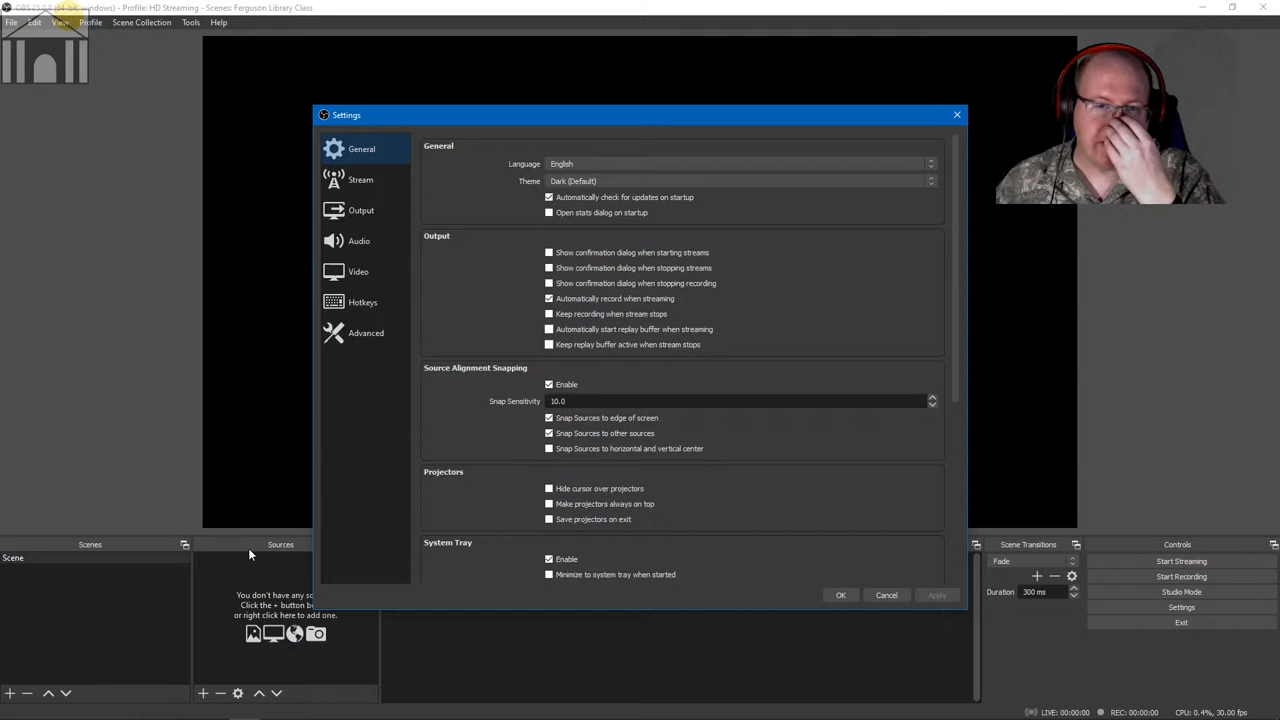 OBS 25.0.8 (64-bit, windows) - Profile: HD Streaming - Scenes: Ferguson Library Class
File Edit View Profile Scene Collection Tools Help
Settings
General
Stream
Output
Audio
Video
Hotkeys
Advanced
General
Language English
Theme Dark (Default)
Automatically check for updates on startup
Open stats dialog on startup
Output
Show confirmation dialog when starting streams
Show confirmation dialog when stopping streams
Show confirmation dialog when stopping recording
Automatically record when streaming
Keep recording when stream stops
Automatically start replay buffer when streaming
Keep replay buffer active when stream stops
Source Alignment Snapping
Enable
Snap Sensitivity 10.0
Snap Sources to edge of screen
Snap Sources to other sources
Snap Sources to horizontal and vertical center
Projectors
Hide cursor over projectors
Make projectors always on top
Save projectors on exit
System Tray
Enable
Minimize to system tray when started
OK Cancel Apply
Scenes
Scene
Sources
You don't have any so
Click the + button be
or right click here to add one.
Scene Transitions
Fade
Duration 300 ms
Controls
Start Streaming
Start Recording
Studio Mode
Settings
Exit
LIVE: 00:00:00 REC: 00:00:00 CPU: 0.4%, 30.00 fps